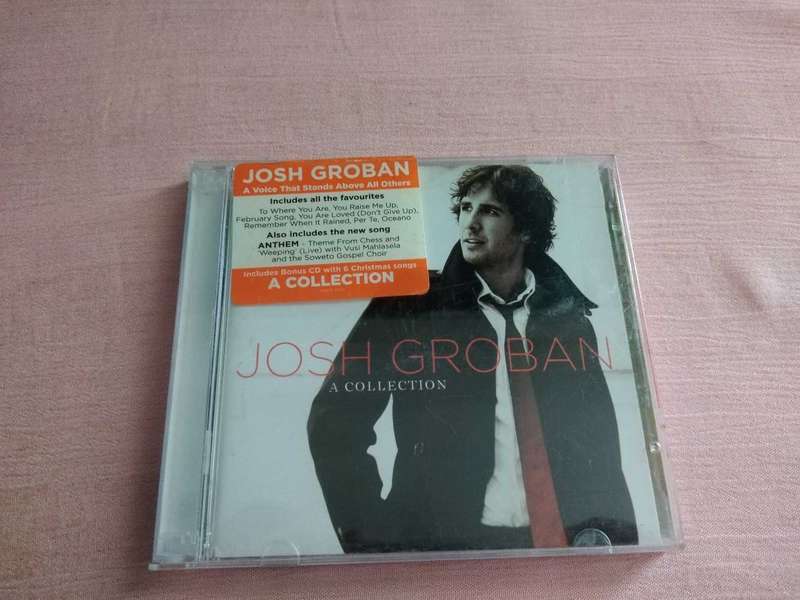 JOSH GROBAN
A Voice That Stands Above All Others
Includes all the favourites
To Where You Are, You Raise Me Up,
February Song, You Are Loved (Don't Give Up),
Remember When It Rained, Per Te, Oceano
Also includes the new song
ANTHEM - Theme From Chess and
'Weeping' (Live) with Vusi Mahlasela
and the Soweto Gospel Choir
Includes Bonus CD with 6 Christmas songs
A COLLECTION
JOSH GROBAN
A COLLECTION